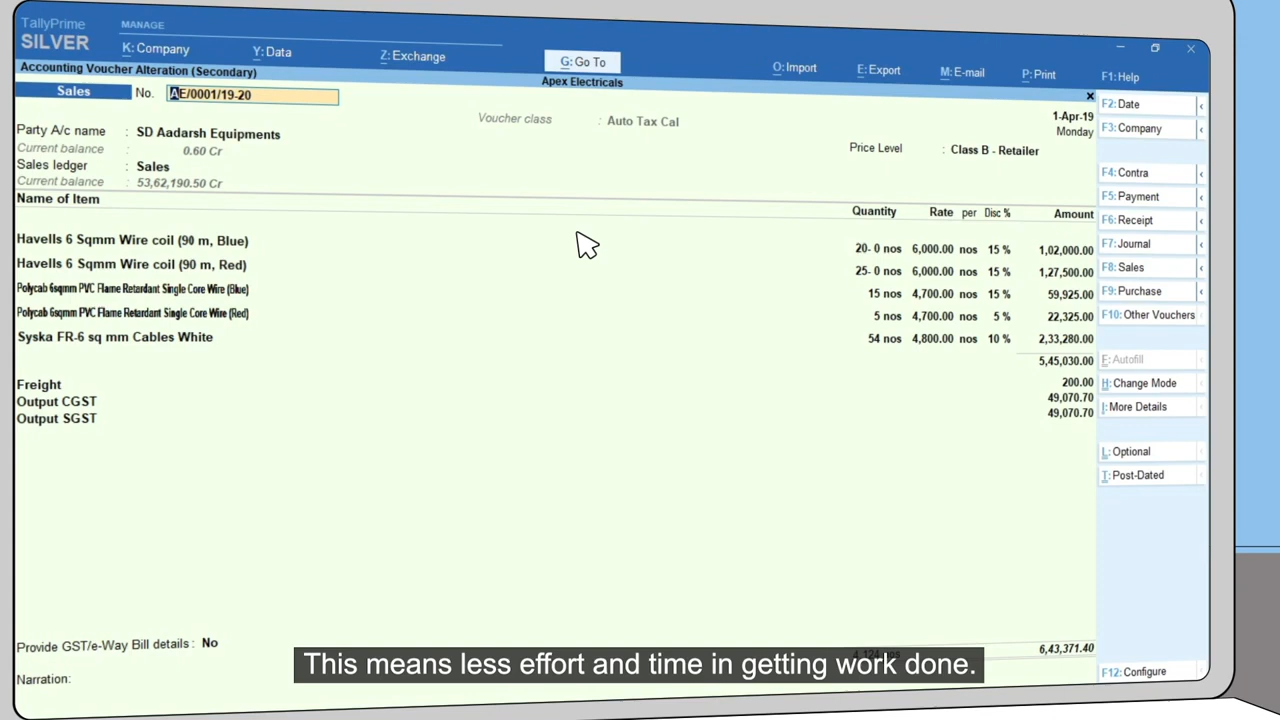 TallyPrime
MANAGE
SILVER
K: Company Y: Data Z: Exchange G: Go To O: Import E: Export M: E-mail P: Print F1: Help
Accounting Voucher Alteration (Secondary) Apex Electricals
Sales No. AE/0001/19-20
Voucher class : Auto Tax Cal
1-Apr-19
Monday
Party A/c name : SD Aadarsh Equipments
Price Level : Class B - Retailer
Current balance : 0.60 Cr
Sales ledger : Sales
Current balance : 53,62,190.50 Cr
Name of Item Quantity Rate per Disc % Amount
Havells 6 Sqmm Wire coil (90 m, Blue) 20- 0 nos 6,000.00 nos 15 % 1,02,000.00
Havells 6 Sqmm Wire coil (90 m, Red) 25- 0 nos 6,000.00 nos 15 % 1,27,500.00
Polycab 6sqmm PVC Flame Retardant Single Core Wire (Blue) 15 nos 4,700.00 nos 15 % 59,925.00
Polycab 6sqmm PVC Flame Retardant Single Core Wire (Red) 5 nos 4,700.00 nos 5 % 22,325.00
Syska FR-6 sq mm Cables White 54 nos 4,800.00 nos 10 % 2,33,280.00
5,45,030.00
Freight 200.00
Output CGST 49,070.70
Output SGST 49,070.70
Provide GST/e-Way Bill details : No
6,43,371.40
Narration:
F2: Date
F3: Company
F4: Contra
F5: Payment
F6: Receipt
F7: Journal
F8: Sales
F9: Purchase
F10: Other Vouchers
F: Autofill
H: Change Mode
I: More Details
L: Optional
T: Post-Dated
F12: Configure
This means less effort and time in getting work done.